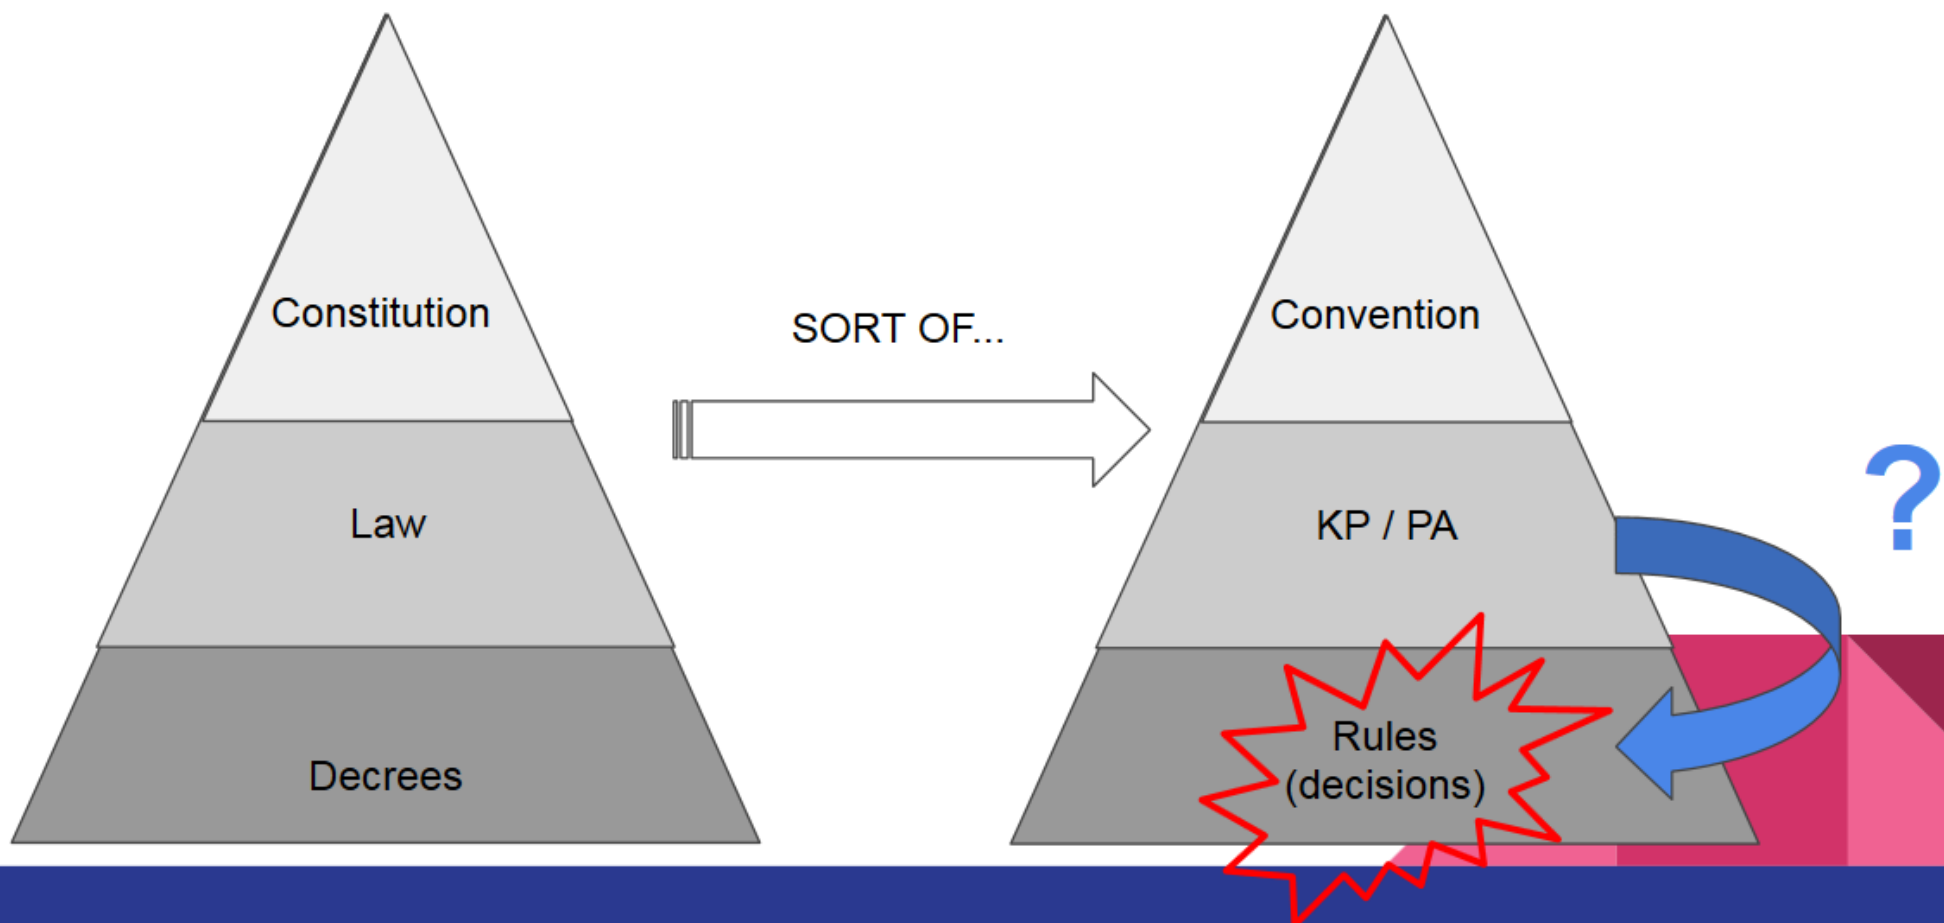 Constitution
Law
Decrees
SORT OF...
Convention
KP / PA
Rules
(decisions)
?